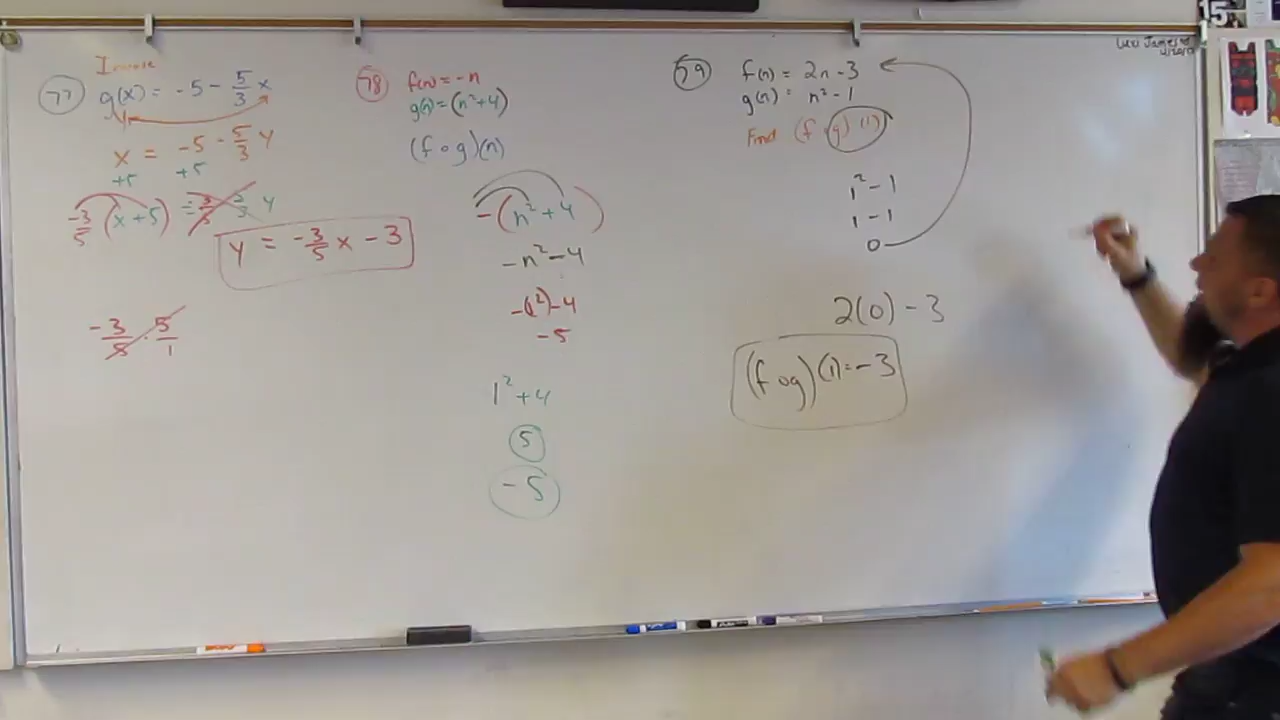 77
Inverse
g(x) = -5 - 5/3 x
y
x = -5 - 5/3 y
+5 +5
-3/5 (x + 5) = -3/5 · -5/3 y
y = -3/5 x - 3
-3/5 · 5/1
78
f(n) = -n
g(n) = (n²+4)
(f∘g)(n)
-(n² + 4)
-n² - 4
-(1²) - 4
-5
1² + 4
5
-5
79
f(n) = 2n - 3
g(n) = n² - 1
Find (f ∘ g)(1)
1² - 1
1 - 1
0
2(0) - 3
(f∘g)(1) = -3
15